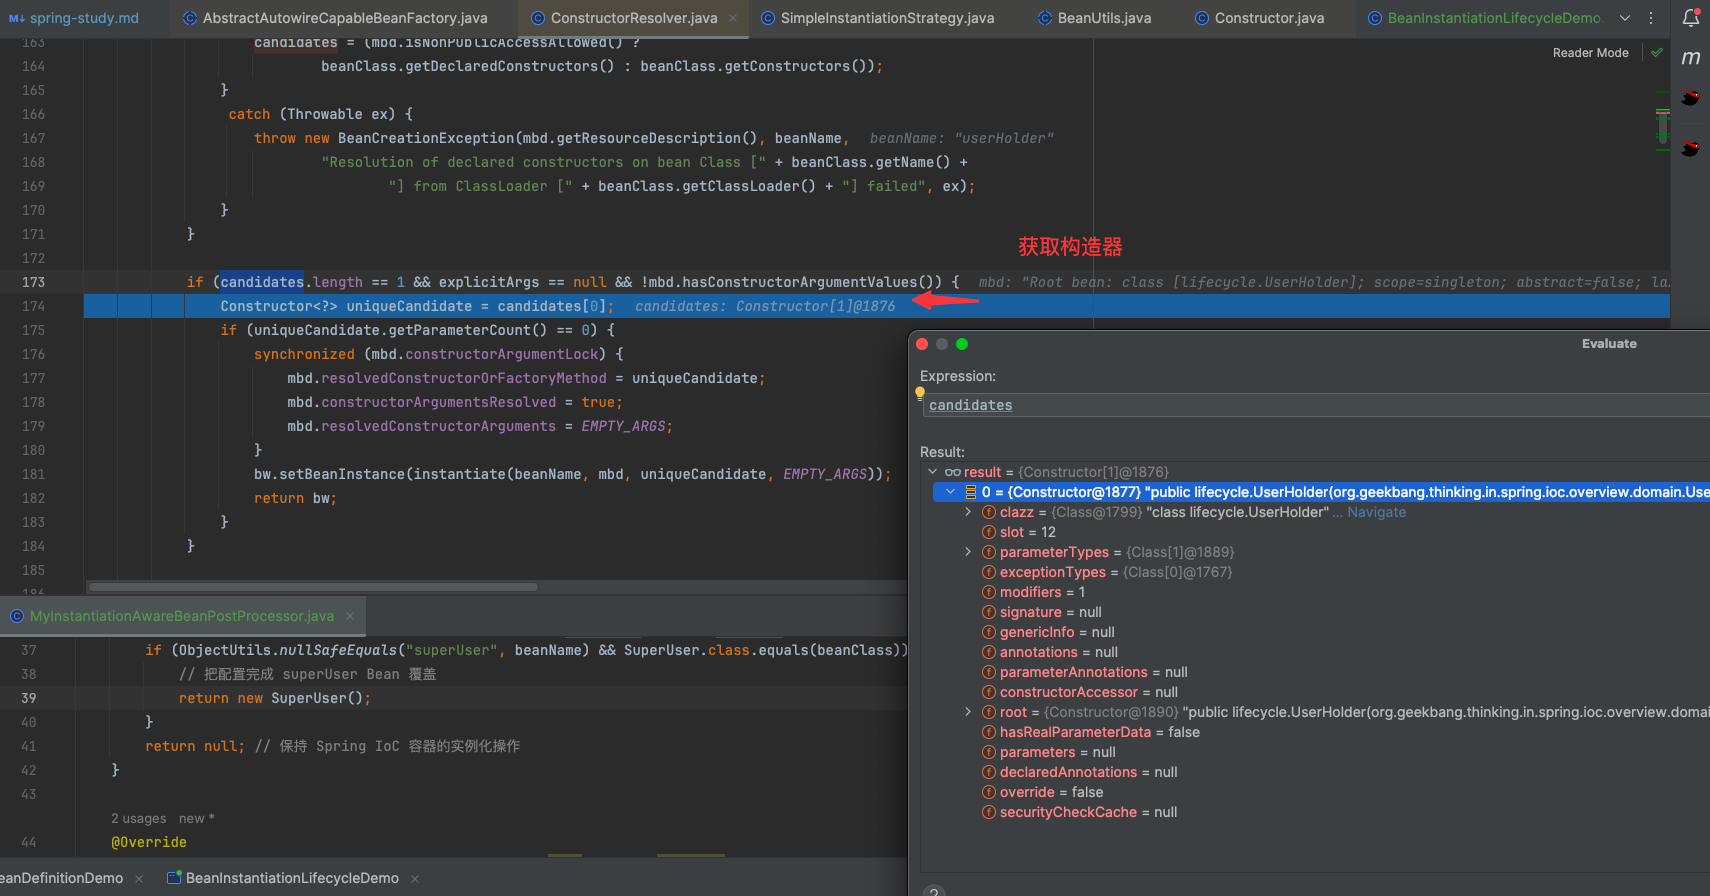 spring-study.md
AbstractAutowireCapableBeanFactory.java
ConstructorResolver.java
SimpleInstantiationStrategy.java
BeanUtils.java
Constructor.java
BeanInstantiationLifecycleDemo.
Reader Mode
163 candidates = (mbd.isNonPublicAccessAllowed() ?
164 beanClass.getDeclaredConstructors() : beanClass.getConstructors());
165 }
166 catch (Throwable ex) {
167 throw new BeanCreationException(mbd.getResourceDescription(), beanName, beanName: "userHolder"
168 "Resolution of declared constructors on bean Class [" + beanClass.getName() +
169 "] from ClassLoader [" + beanClass.getClassLoader() + "] failed", ex);
170 }
171 }
172
获取构造器
173 if (candidates.length == 1 && explicitArgs == null && !mbd.hasConstructorArgumentValues()) { mbd: "Root bean: class [lifecycle.UserHolder]; scope=singleton; abstract=false; la
174 Constructor<?> uniqueCandidate = candidates[0]; candidates: Constructor[1]@1876
175 if (uniqueCandidate.getParameterCount() == 0) {
176 synchronized (mbd.constructorArgumentLock) {
177 mbd.resolvedConstructorOrFactoryMethod = uniqueCandidate;
178 mbd.constructorArgumentsResolved = true;
179 mbd.resolvedConstructorArguments = EMPTY_ARGS;
180 }
181 bw.setBeanInstance(instantiate(beanName, mbd, uniqueCandidate, EMPTY_ARGS));
182 return bw;
183 }
184 }
185
186
MyInstantiationAwareBeanPostProcessor.java
37 if (ObjectUtils.nullSafeEquals("superUser", beanName) && SuperUser.class.equals(beanClass))
38 // 把配置完成 superUser Bean 覆盖
39 return new SuperUser();
40 }
41 return null; // 保持 Spring IoC 容器的实例化操作
42 }
43
2 usages new *
44 @Override
eanDefinitionDemo
BeanInstantiationLifecycleDemo
Evaluate
Expression:
candidates
Result:
result = {Constructor[1]@1876}
0 = {Constructor@1877} "public lifecycle.UserHolder(org.geekbang.thinking.in.spring.ioc.overview.domain.Use
clazz = {Class@1799} "class lifecycle.UserHolder" ... Navigate
slot = 12
parameterTypes = {Class[1]@1889}
exceptionTypes = {Class[0]@1767}
modifiers = 1
signature = null
genericInfo = null
annotations = null
parameterAnnotations = null
constructorAccessor = null
root = {Constructor@1890} "public lifecycle.UserHolder(org.geekbang.thinking.in.spring.ioc.overview.domai
hasRealParameterData = false
parameters = null
declaredAnnotations = null
override = false
securityCheckCache = null